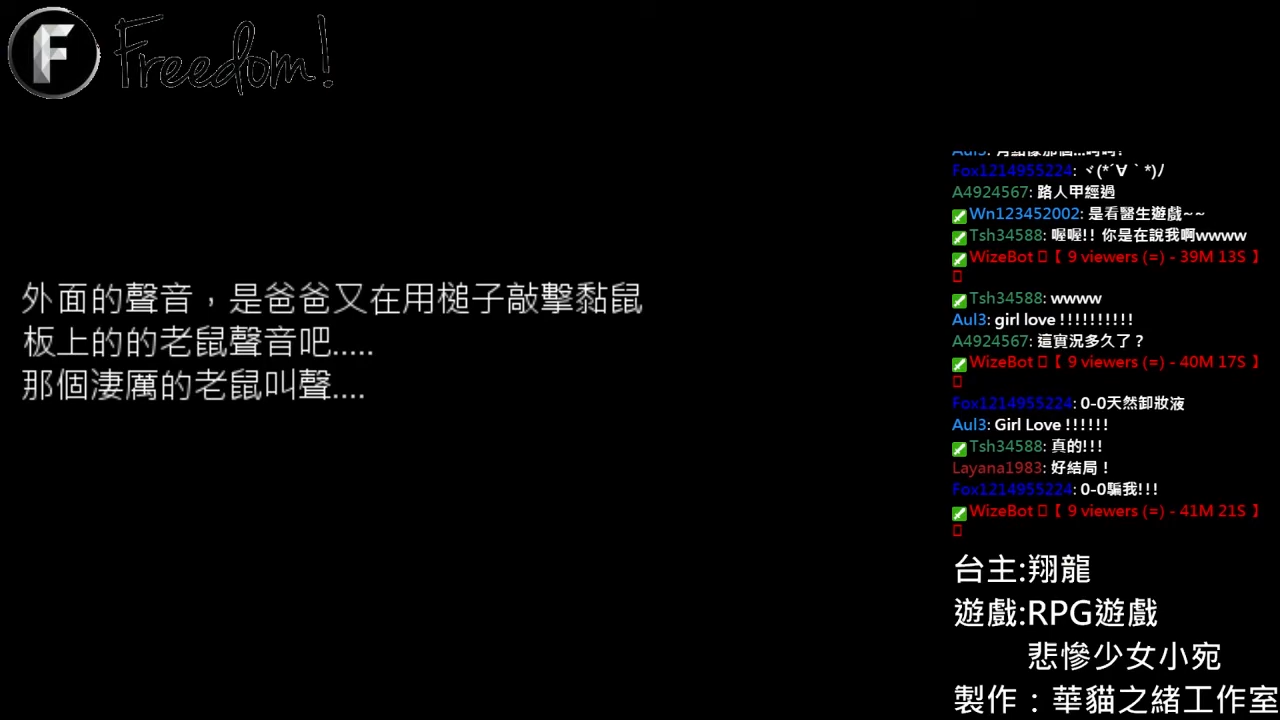 F Freedom!
外面的聲音，是爸爸又在用槌子敲擊黏鼠
板上的的老鼠聲音吧.....
那個淒厲的老鼠叫聲....
Fox1214955224: ヾ(*´∀｀*)ﾉ
A4924567: 路人甲經過
Wn123452002: 是看醫生遊戲~~
Tsh34588: 喔喔!! 你是在說我啊wwww
WizeBot 【 9 viewers (=) - 39M 13S 】
Tsh34588: wwww
Aul3: girl love !!!!!!!!!!
A4924567: 這實況多久了？
WizeBot 【 9 viewers (=) - 40M 17S 】
Fox1214955224: 0-0天然卸妝液
Aul3: Girl Love !!!!!!
Tsh34588: 真的!!!
Layana1983: 好結局！
Fox1214955224: 0-0騙我!!!
WizeBot 【 9 viewers (=) - 41M 21S 】
台主:翔龍
遊戲:RPG遊戲
悲慘少女小宛
製作：華貓之緒工作室